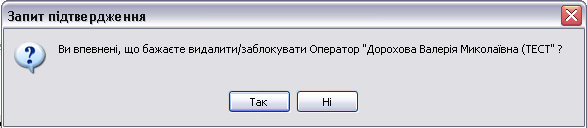 Запит підтвердження
Ви впевнені, що бажаєте видалити/заблокувати Оператор "Дорохова Валерія Миколаївна (ТЕСТ" ?
Так
Ні